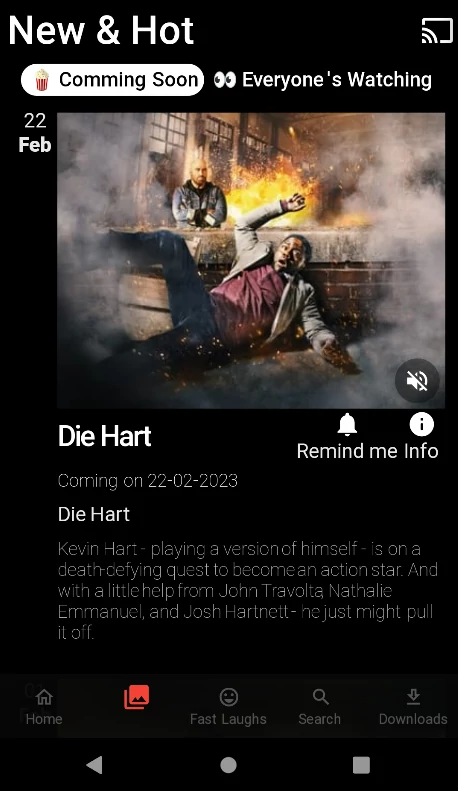 New & Hot
🍿 Comming Soon 👀 Everyone's Watching
22
Feb
Die Hart
Remind me Info
Coming on 22-02-2023
Die Hart
Kevin Hart - playing a version of himself - is on a
death-defying quest to become an action star. And
with a little help from John Travolta, Nathalie
Emmanuel, and Josh Hartnett - he just might pull
it off.
Home Fast Laughs Search Downloads